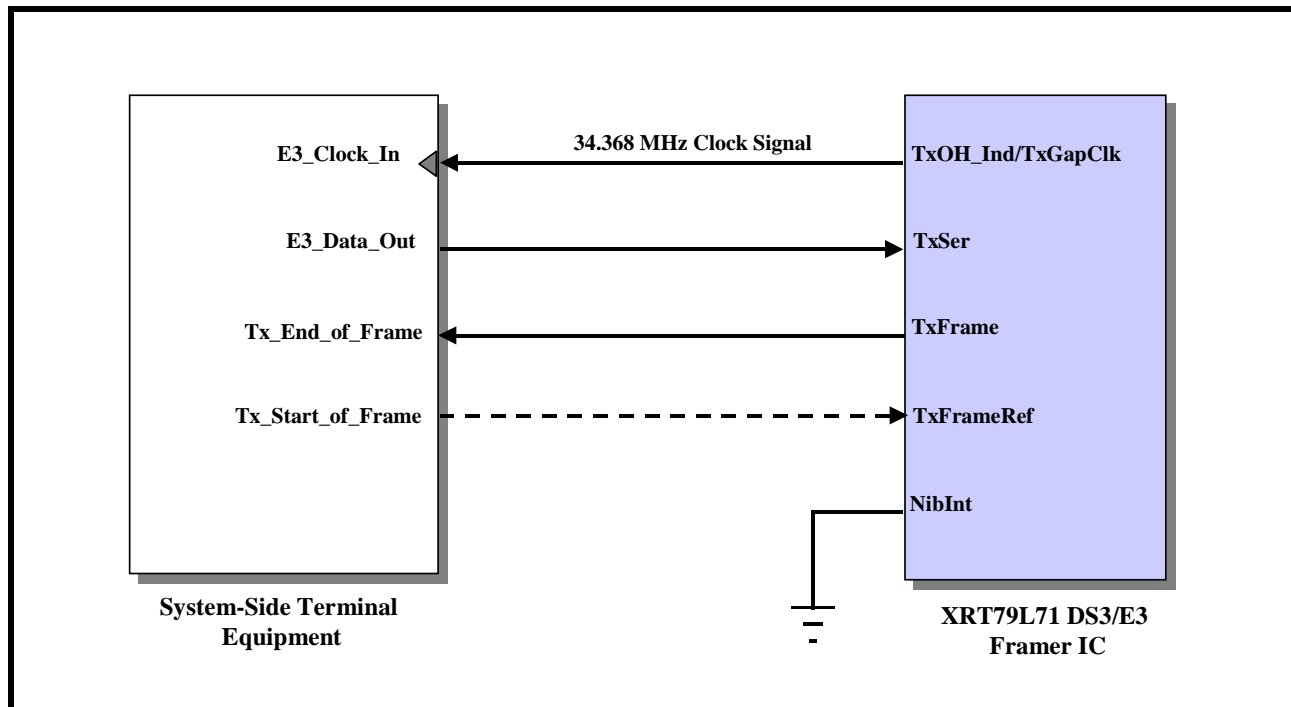 34.368 MHz Clock Signal
E3_Clock_In
TxOH_Ind/TxGapClk
E3_Data_Out
TxSer
Tx_End_of_Frame
TxFrame
Tx_Start_of_Frame
TxFrameRef
NibInt
System-Side Terminal
Equipment
XRT79L71 DS3/E3
Framer IC